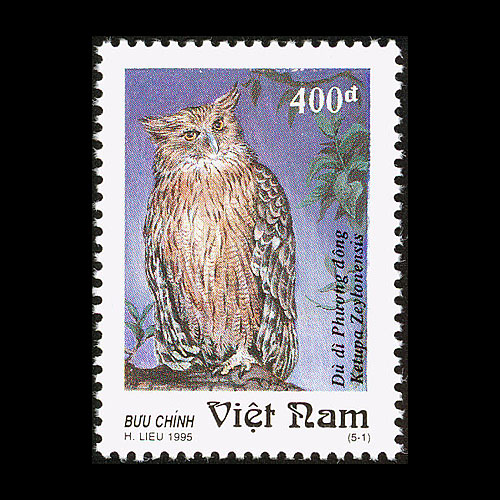 400đ
Dù dì Phương đông
Ketupa Zeylonensis
BƯU CHÍNH Việt Nam
H. LIEU 1995 (5-1)